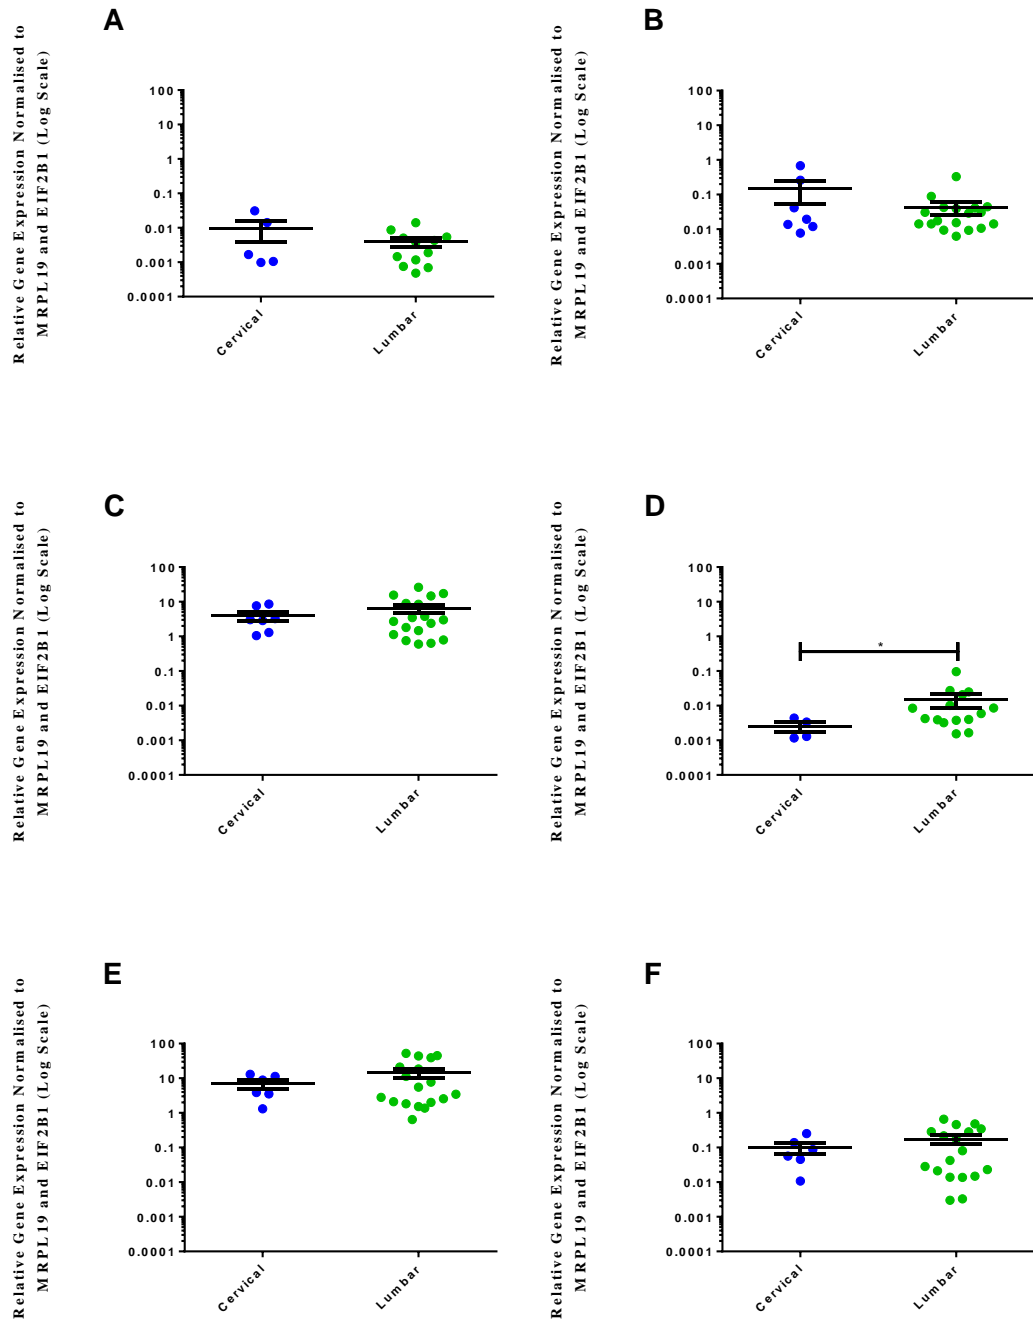 A
Relative Gene Expression Normalised to
MRPL19 and EIF2B1 (Log Scale)
100
10
1
0.1
0.01
0.001
0.0001
Cervical
Lumbar
B
Relative Gene Expression Normalised to
MRPL19 and EIF2B1 (Log Scale)
100
10
1
0.1
0.01
0.001
0.0001
Cervical
Lumbar
C
Relative Gene Expression Normalised to
MRPL19 and EIF2B1 (Log Scale)
100
10
1
0.1
0.01
0.001
0.0001
Cervical
Lumbar
D
Relative Gene Expression Normalised to
MRPL19 and EIF2B1 (Log Scale)
100
10
1
0.1
0.01
0.001
0.0001
*
Cervical
Lumbar
E
Relative Gene Expression Normalised to
MRPL19 and EIF2B1 (Log Scale)
100
10
1
0.1
0.01
0.001
0.0001
Cervical
Lumbar
F
Relative Gene Expression Normalised to
MRPL19 and EIF2B1 (Log Scale)
100
10
1
0.1
0.01
0.001
0.0001
Cervical
Lumbar